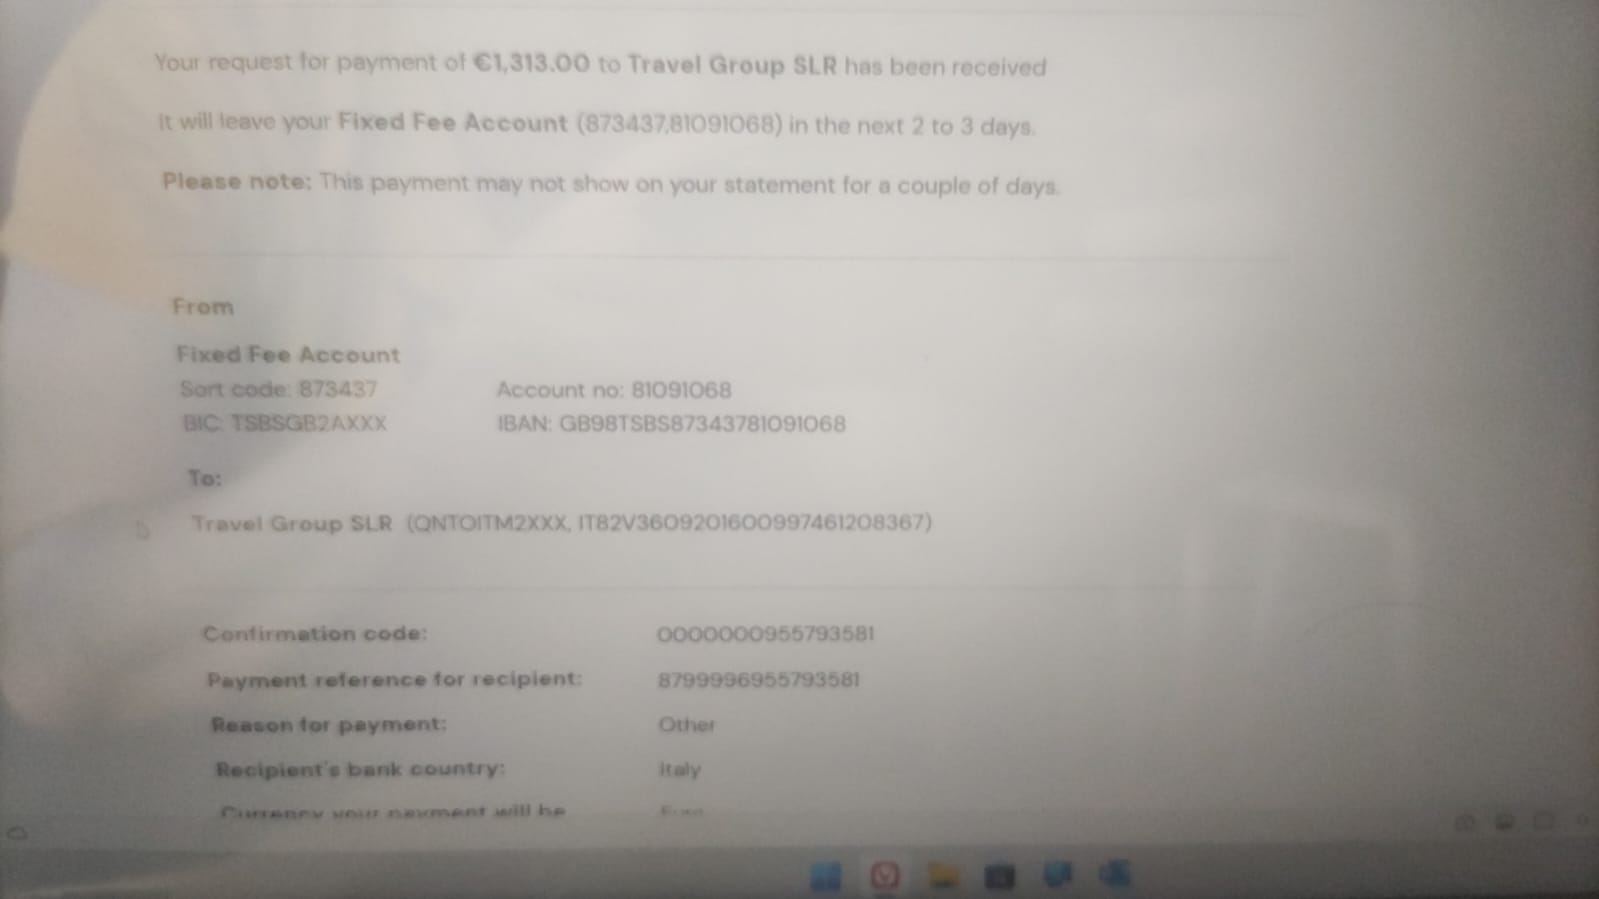 Your request for payment of €1,313.00 to Travel Group SLR has been received
It will leave your Fixed Fee Account (873437,81091068) in the next 2 to 3 days.
Please note: This payment may not show on your statement for a couple of days.
From
Fixed Fee Account
Sort code: 873437 Account no: 81091068
BIC: TSBSGB2AXXX IBAN: GB98TSBS87343781091068
To:
Travel Group SLR (QNTOITM2XXX, IT82V3609201600997461208367)
Confirmation code: 0000000955793581
Payment reference for recipient: 8799996955793581
Reason for payment: Other
Recipient's bank country: Italy
Currency your payment will be Euro